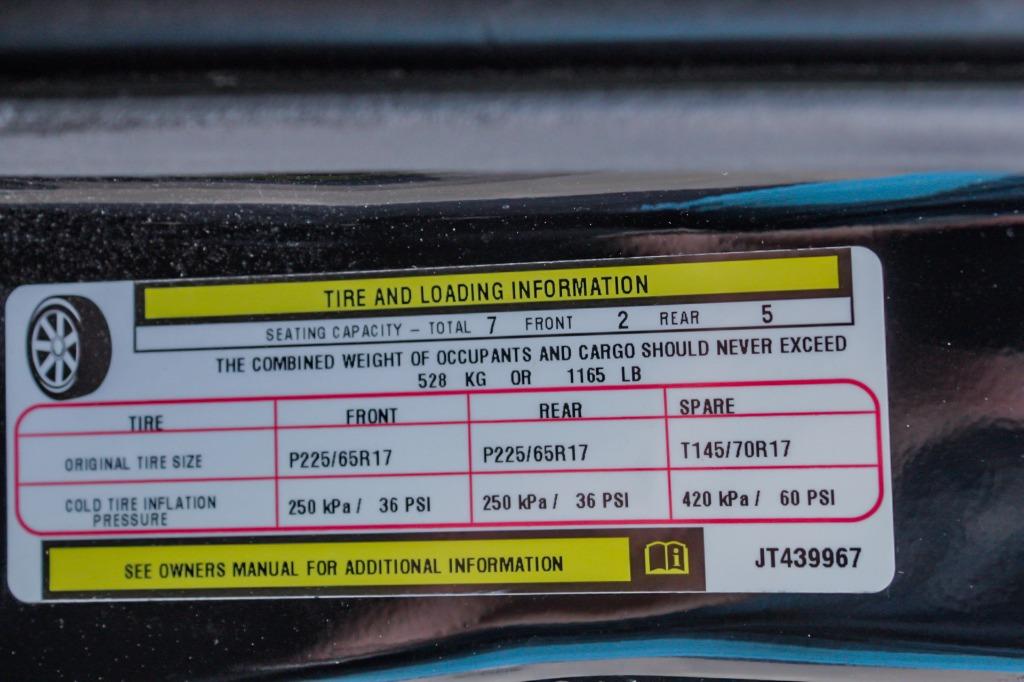 TIRE AND LOADING INFORMATION
SEATING CAPACITY – TOTAL 7 FRONT 2 REAR 5
THE COMBINED WEIGHT OF OCCUPANTS AND CARGO SHOULD NEVER EXCEED
528 KG OR 1165 LB
TIRE FRONT REAR SPARE
ORIGINAL TIRE SIZE P225/65R17 P225/65R17 T145/70R17
COLD TIRE INFLATION
PRESSURE 250 kPa / 36 PSI 250 kPa / 36 PSI 420 kPa / 60 PSI
SEE OWNERS MANUAL FOR ADDITIONAL INFORMATION i JT439967